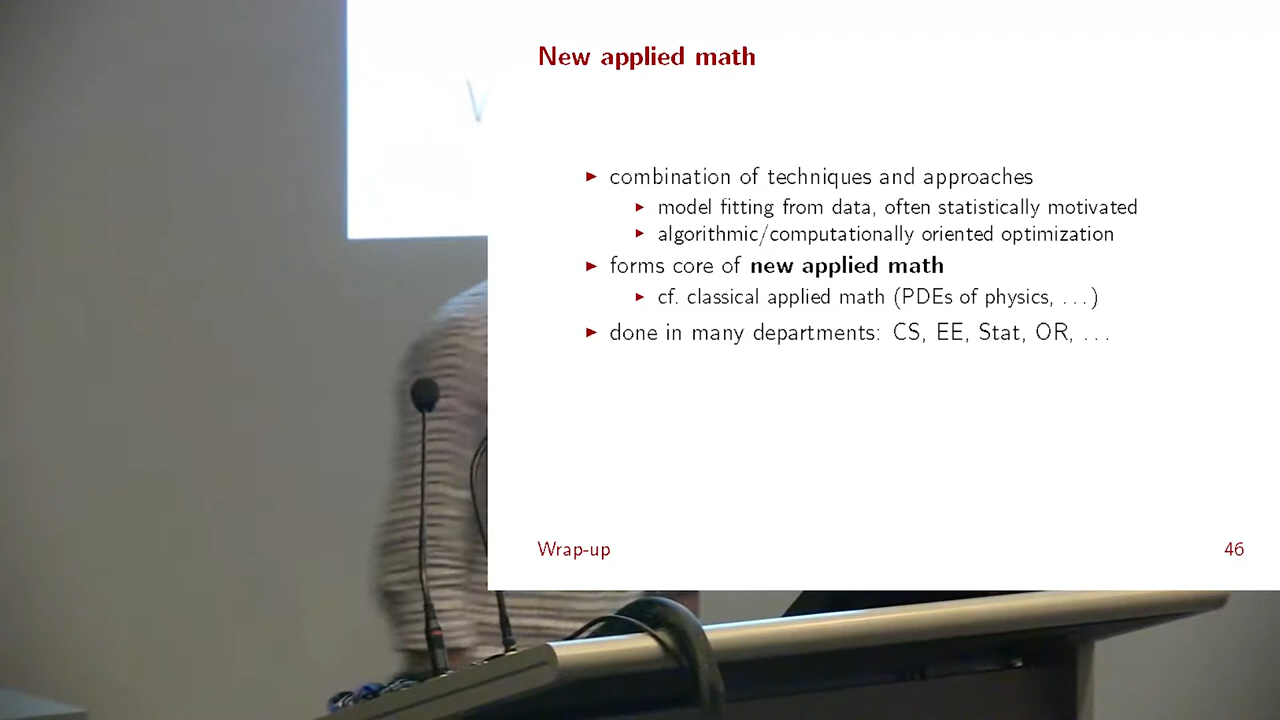 New applied math
▶ combination of techniques and approaches
▶ model fitting from data, often statistically motivated
▶ algorithmic/computationally oriented optimization
▶ forms core of new applied math
▶ cf. classical applied math (PDEs of physics, ...)
▶ done in many departments: CS, EE, Stat, OR, ...
Wrap-up 46